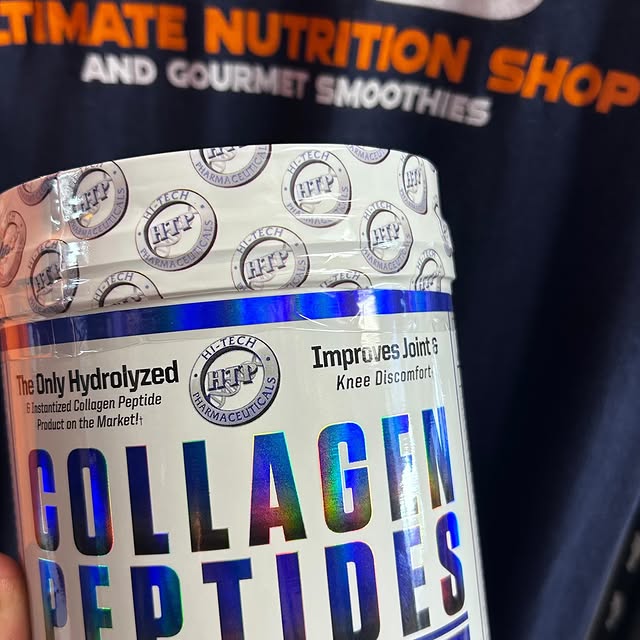 LTIMATE NUTRITION SHOP
AND GOURMET SMOOTHIES
HI-TECH
HTP
PHARMACEUTICALS
The Only Hydrolyzed
& Instantized Collagen Peptide
Product on the Market!†
HI-TECH
HTP
PHARMACEUTICALS
Improves Joint &
Knee Discomfort
COLLAGEN
PEPTIDES